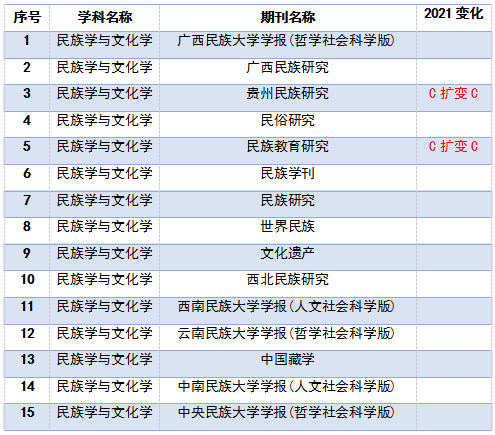 序号 学科名称 期刊名称 2021 变化
1 民族学与文化学 广西民族大学学报(哲学社会科学版)
2 民族学与文化学 广西民族研究
3 民族学与文化学 贵州民族研究 C 扩变 C
4 民族学与文化学 民俗研究
5 民族学与文化学 民族教育研究 C 扩变 C
6 民族学与文化学 民族学刊
7 民族学与文化学 民族研究
8 民族学与文化学 世界民族
9 民族学与文化学 文化遗产
10 民族学与文化学 西北民族研究
11 民族学与文化学 西南民族大学学报(人文社会科学版)
12 民族学与文化学 云南民族大学学报(哲学社会科学版)
13 民族学与文化学 中国藏学
14 民族学与文化学 中南民族大学学报(人文社会科学版)
15 民族学与文化学 中央民族大学学报(哲学社会科学版)